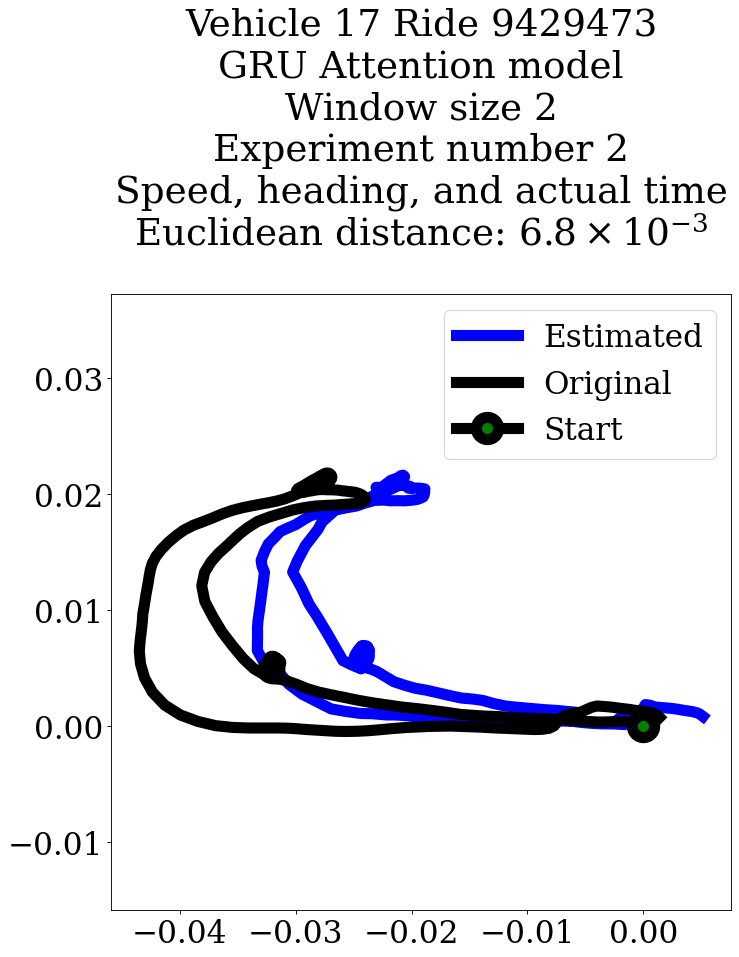 Vehicle 17 Ride 9429473
GRU Attention model
Window size 2
Experiment number 2
Speed, heading, and actual time
Euclidean distance: 6.8 × 10⁻³
Estimated
Original
Start
0.03
0.02
0.01
0.00
−0.01
−0.04 −0.03 −0.02 −0.01 0.00